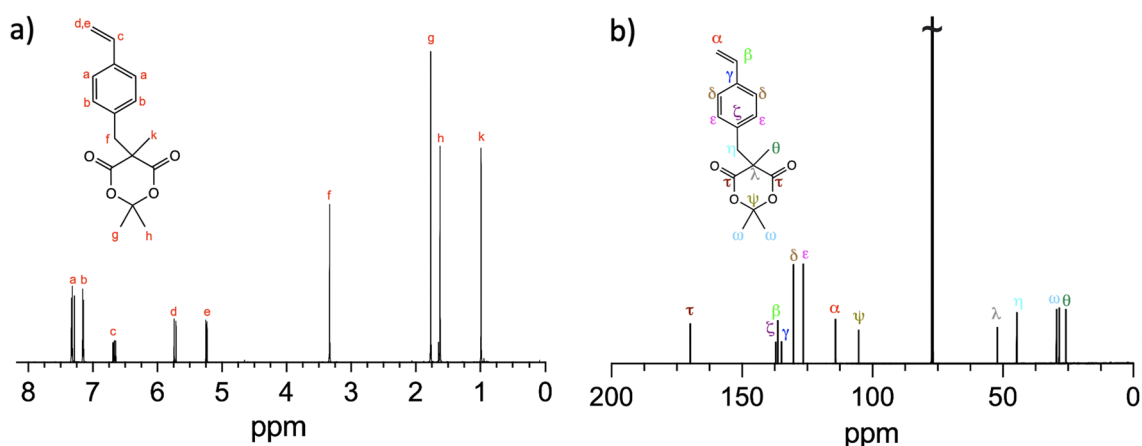 a)
d,e
c
a
a
b
b
f
k
O
O
O
O
g
h
a
b
c
d
e
f
g
h
k
8
7
6
5
4
3
2
1
0
ppm
b)
α
β
γ
δ
δ
ζ
ε
ε
η
θ
O
O
τ
λ
τ
O
ψ
O
ω
ω
τ
ζ
β
γ
δ
ε
α
ψ
λ
η
ω
θ
200
150
100
50
0
ppm